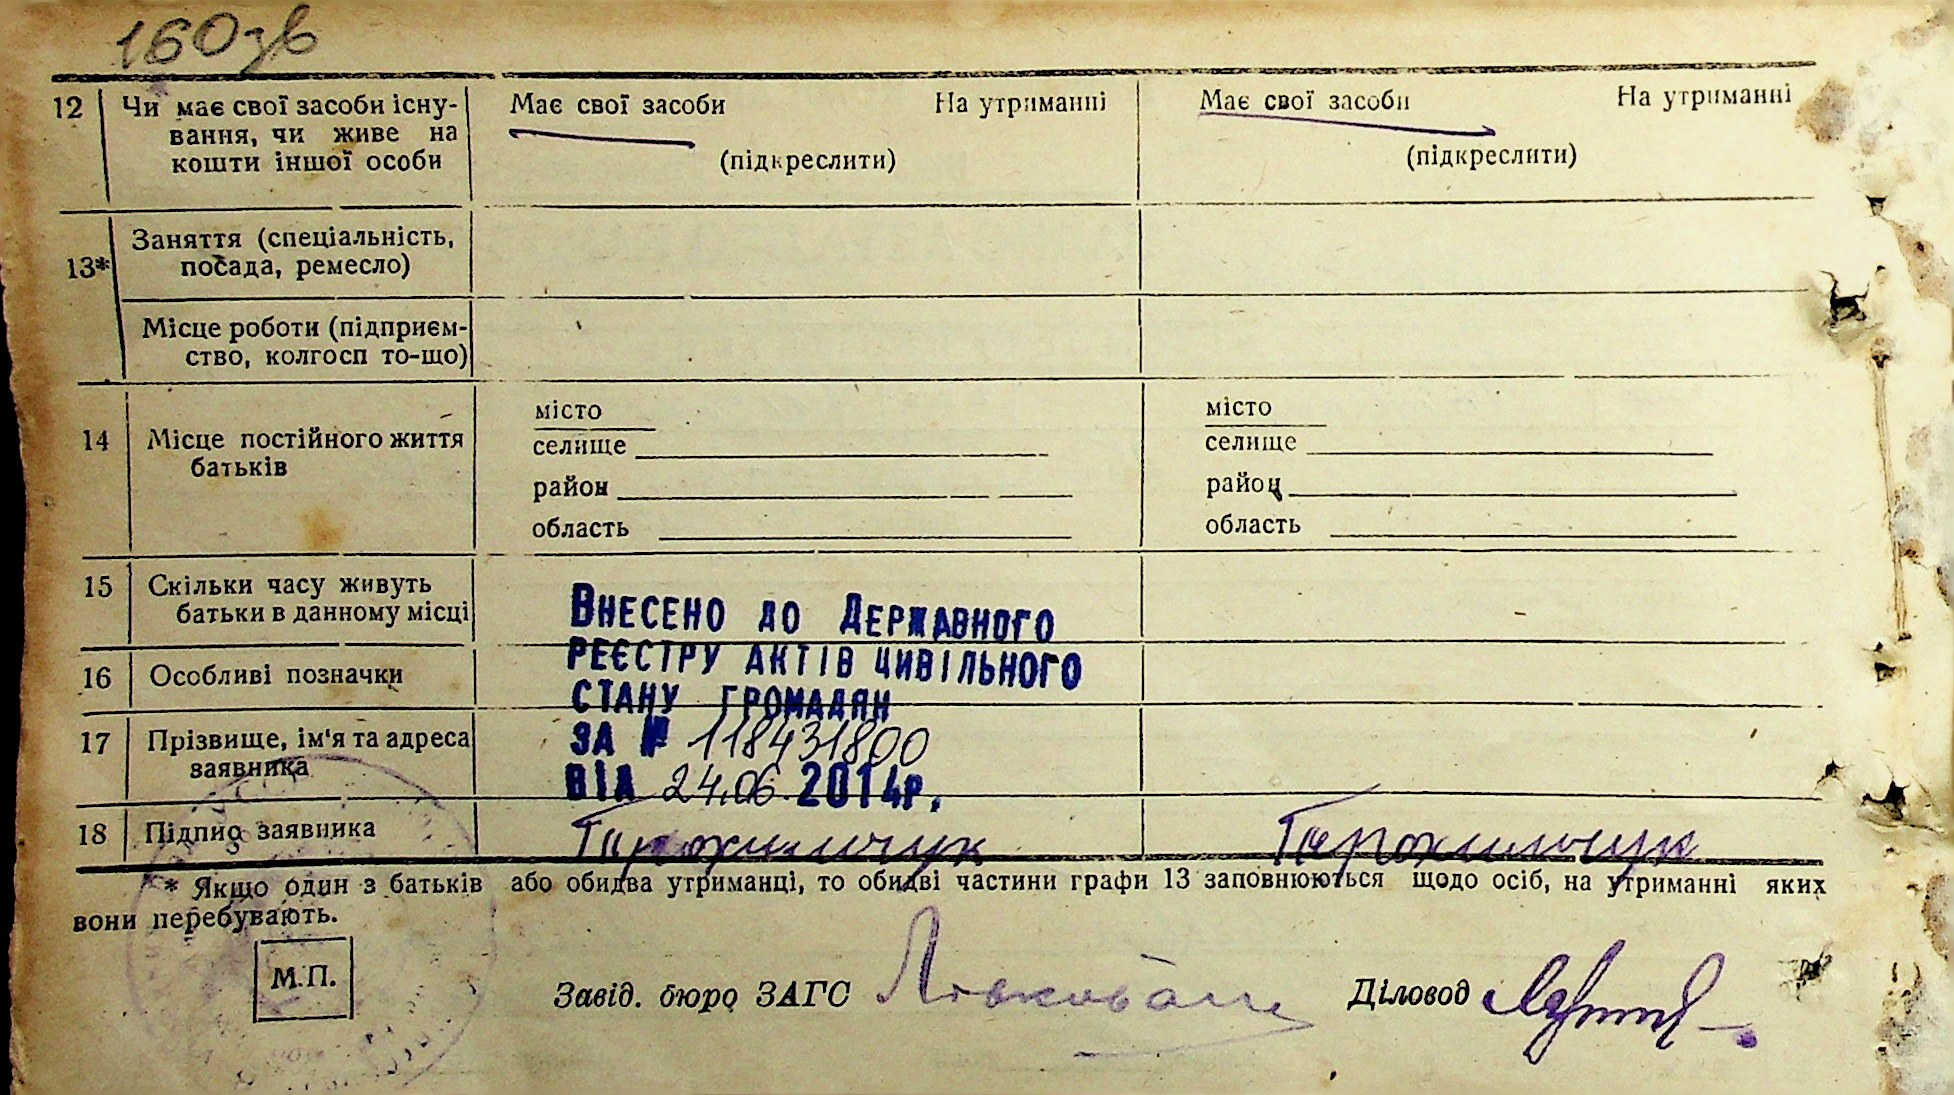 160зв
12 Чи має свої засоби існу- Має свої засоби На утриманні Має свої засоби На утриманні
вання, чи живе на
кошти іншої особи (підкреслити) (підкреслити)
Заняття (спеціальність,
13* посада, ремесло)
Місце роботи (підприєм-
ство, колгосп то-що)
місто місто
14 Місце постійного життя селище селище
батьків
район район
область область
15 Скільки часу живуть
батьки в данному місці
Внесено до Державного
реєстру актів цивільного
16 Особливі позначки
стану громадян
17 Прізвище, ім'я та адреса за № 118431800
заявника
від 24.06.2014р.
18 Підпис заявника
* Якщо один з батьків або обидва утриманці, то обидві частини графи 13 заповнюються щодо осіб, на утриманні яких
вони перебувають.
М.П.
Завід. бюро ЗАГС Діловод